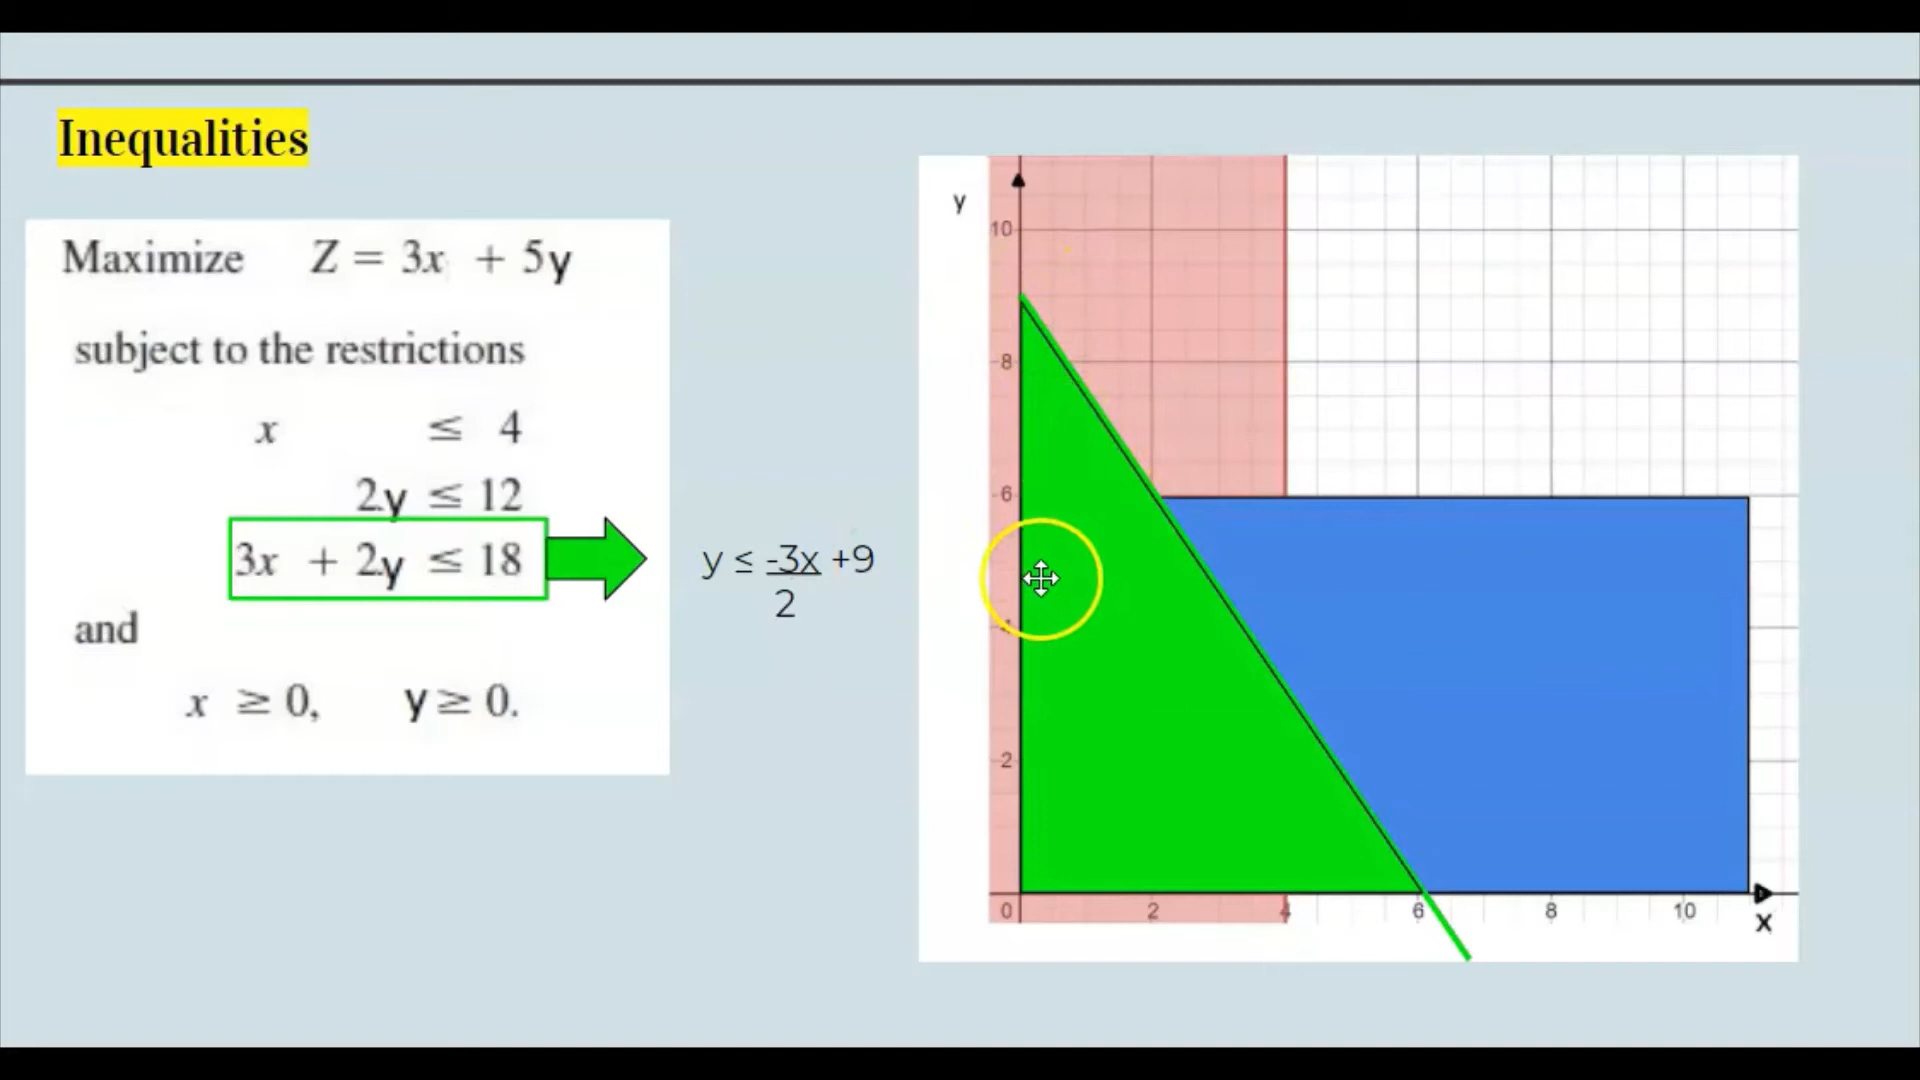 Inequalities
Maximize Z = 3x + 5y
subject to the restrictions
x ≤ 4
2y ≤ 12
3x + 2y ≤ 18
and
x ≥ 0, y ≥ 0.
y ≤ -3x +9
2
y
10
8
6
4
2
0 2 4 6 8 10
x